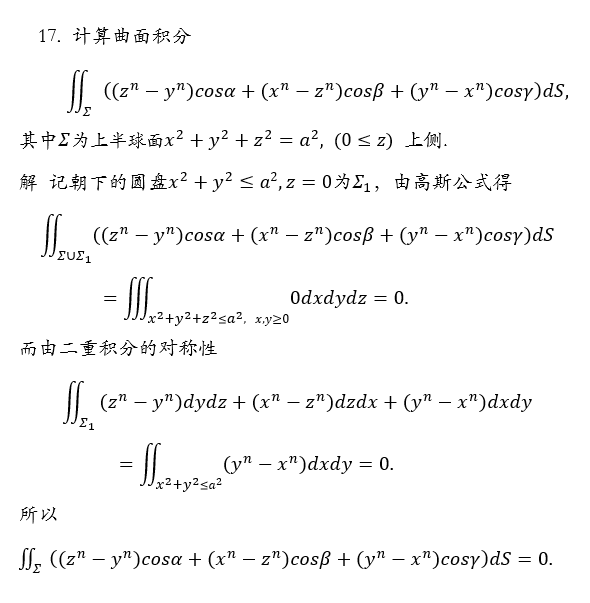 17. 计算曲面积分
∬_Σ ((zⁿ − yⁿ)cosα + (xⁿ − zⁿ)cosβ + (yⁿ − xⁿ)cosγ)dS,
其中Σ为上半球面x² + y² + z² = a², (0 ≤ z) 上侧.
解 记朝下的圆盘x² + y² ≤ a², z = 0为Σ₁，由高斯公式得
∬_{Σ∪Σ₁} ((zⁿ − yⁿ)cosα + (xⁿ − zⁿ)cosβ + (yⁿ − xⁿ)cosγ)dS
= ∭_{x²+y²+z²≤a², x,y≥0} 0dxdydz = 0.
而由二重积分的对称性
∬_{Σ₁} (zⁿ − yⁿ)dydz + (xⁿ − zⁿ)dzdx + (yⁿ − xⁿ)dxdy
= ∬_{x²+y²≤a²} (yⁿ − xⁿ)dxdy = 0.
所以
∬_Σ ((zⁿ − yⁿ)cosα + (xⁿ − zⁿ)cosβ + (yⁿ − xⁿ)cosγ)dS = 0.